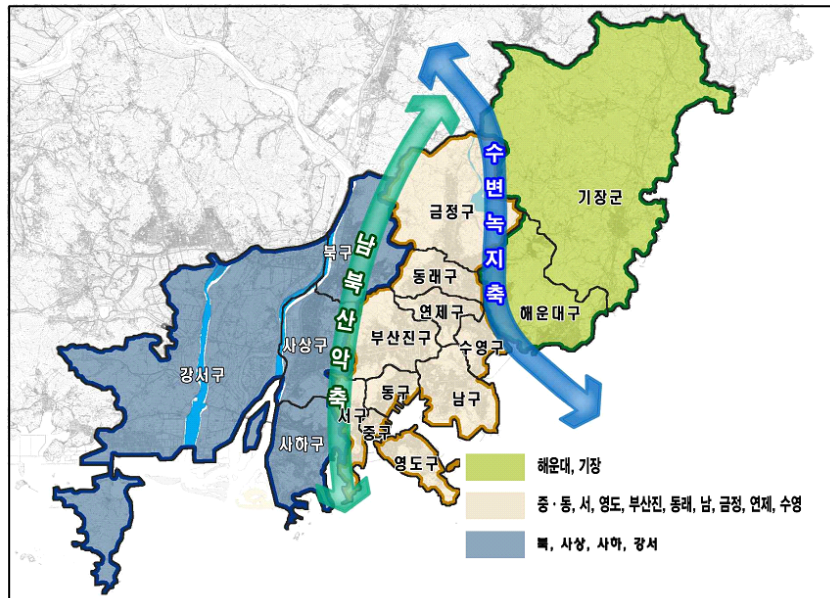 수변녹지축
기장군
금정구
남북산악축
북구
동래구
연제구
해운대구
부산진구
수영구
사상구
강서구
동구
남구
서구
중구
사하구
영도구
해운대, 기장
중 · 동, 서, 영도, 부산진, 동래, 남, 금정, 연제, 수영
북, 사상, 사하, 강서